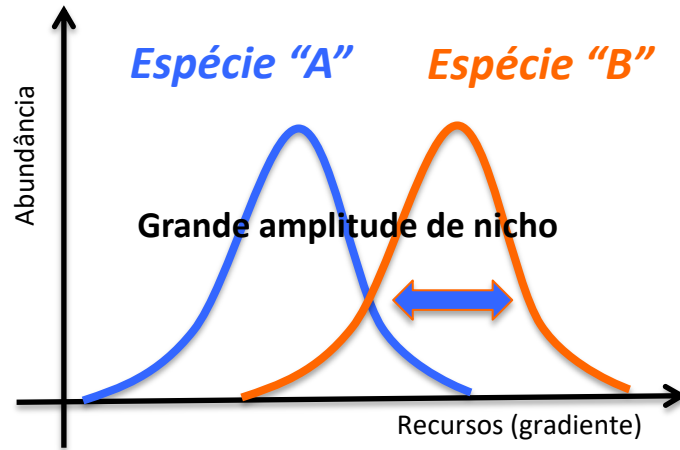 Espécie “A”
Espécie “B”
Abundância
Grande amplitude de nicho
Recursos (gradiente)